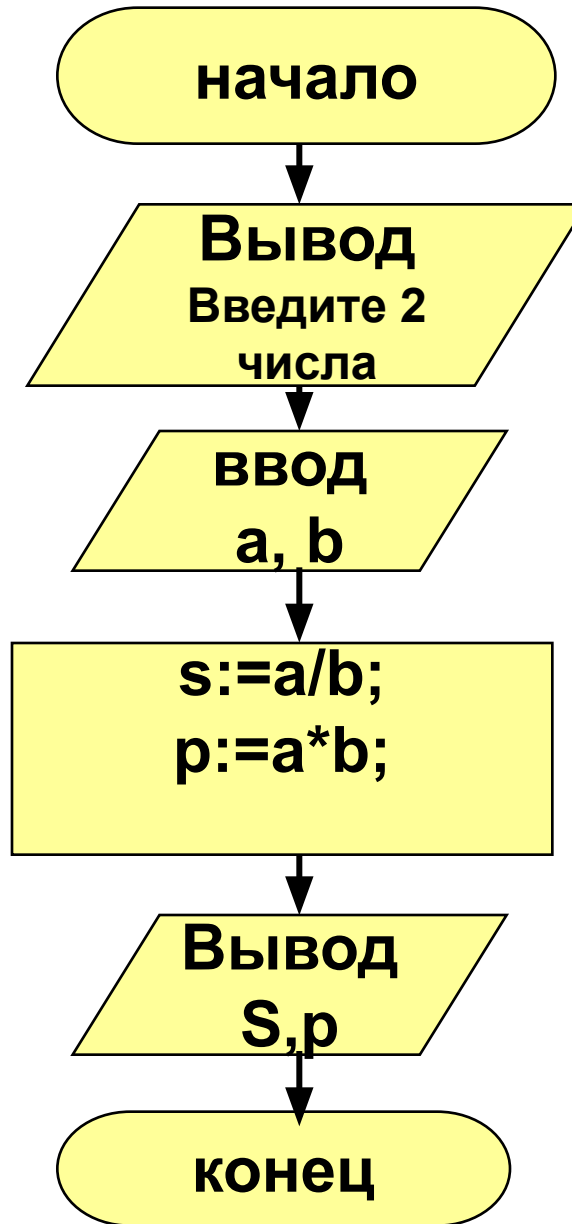 начало
Вывод
Введите 2
числа
ввод
a, b
s:=a/b;
p:=a*b;
Вывод
S,p
конец